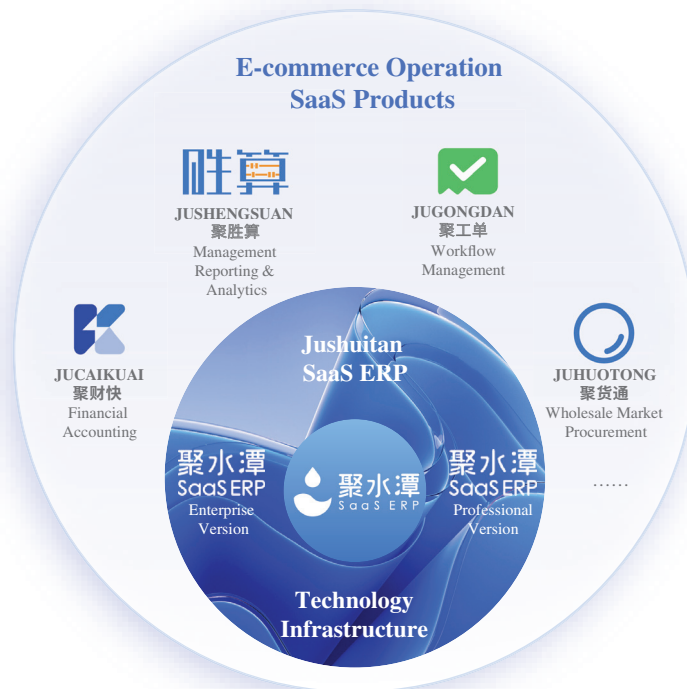 E-commerce Operation
SaaS Products
胜算
JUSHENGSUAN
聚胜算
Management
Reporting &
Analytics
JUGONGDAN
聚工单
Workflow
Management
JUCAIKUAI
聚财快
Financial
Accounting
Jushuitan
SaaS ERP
JUHUOTONG
聚货通
Wholesale Market
Procurement
......
聚水潭
SaaS ERP
Enterprise
Version
聚水潭
SaaS ERP
聚水潭
SaaS ERP
Professional
Version
Technology
Infrastructure